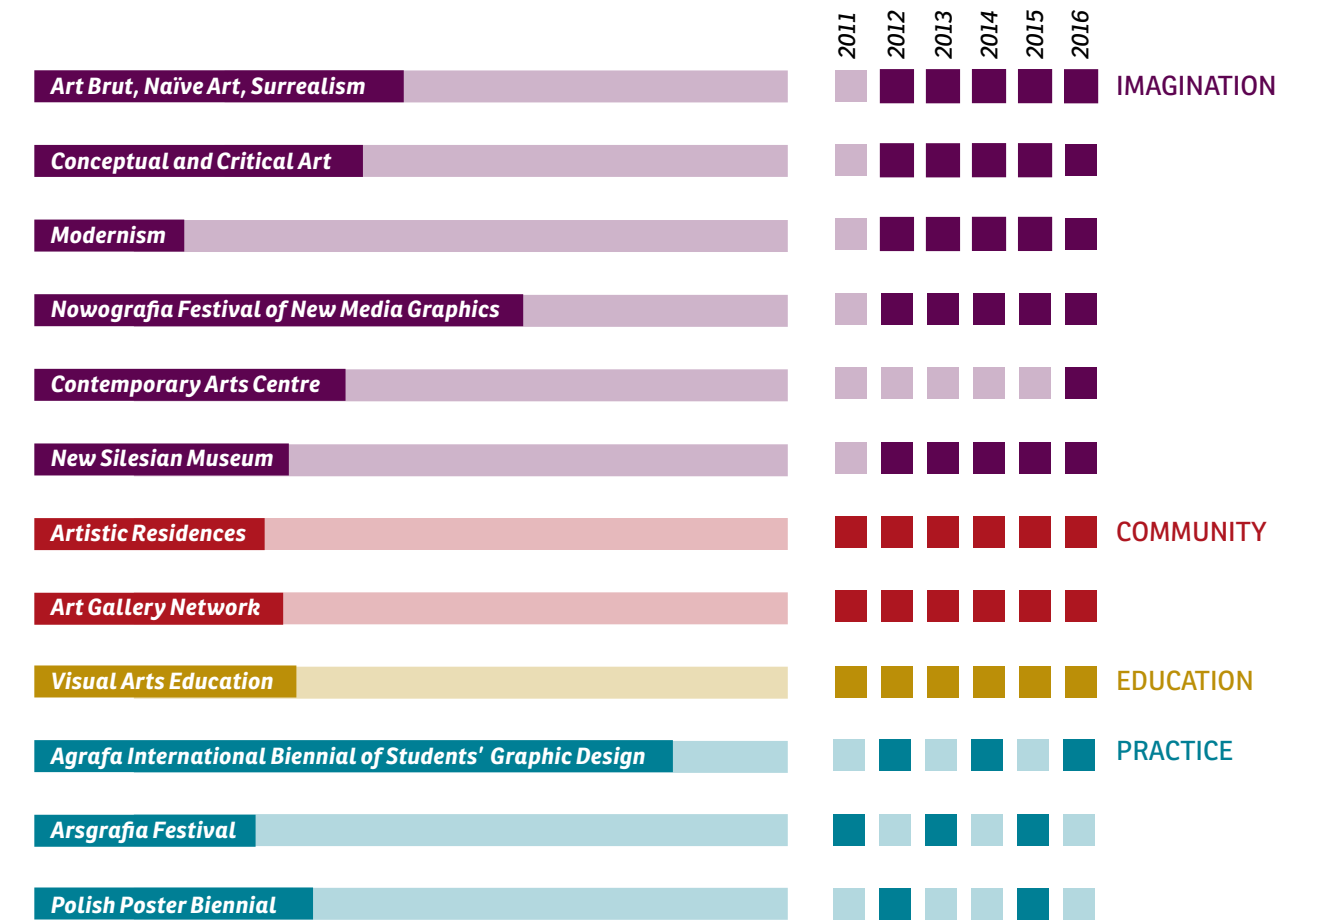 2011 2012 2013 2014 2015 2016
Art Brut, Naïve Art, Surrealism IMAGINATION
Conceptual and Critical Art
Modernism
Nowografia Festival of New Media Graphics
Contemporary Arts Centre
New Silesian Museum
Artistic Residences COMMUNITY
Art Gallery Network
Visual Arts Education EDUCATION
Agrafa International Biennial of Students' Graphic Design PRACTICE
Arsgrafia Festival
Polish Poster Biennial